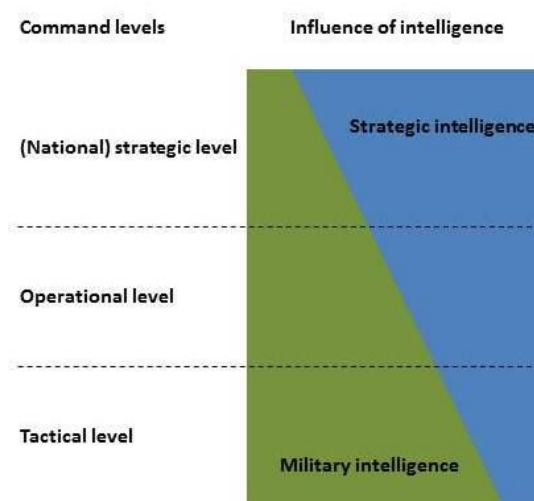 Command levels
Influence of intelligence
Strategic intelligence
(National) strategic level
Operational level
Tactical level
Military intelligence